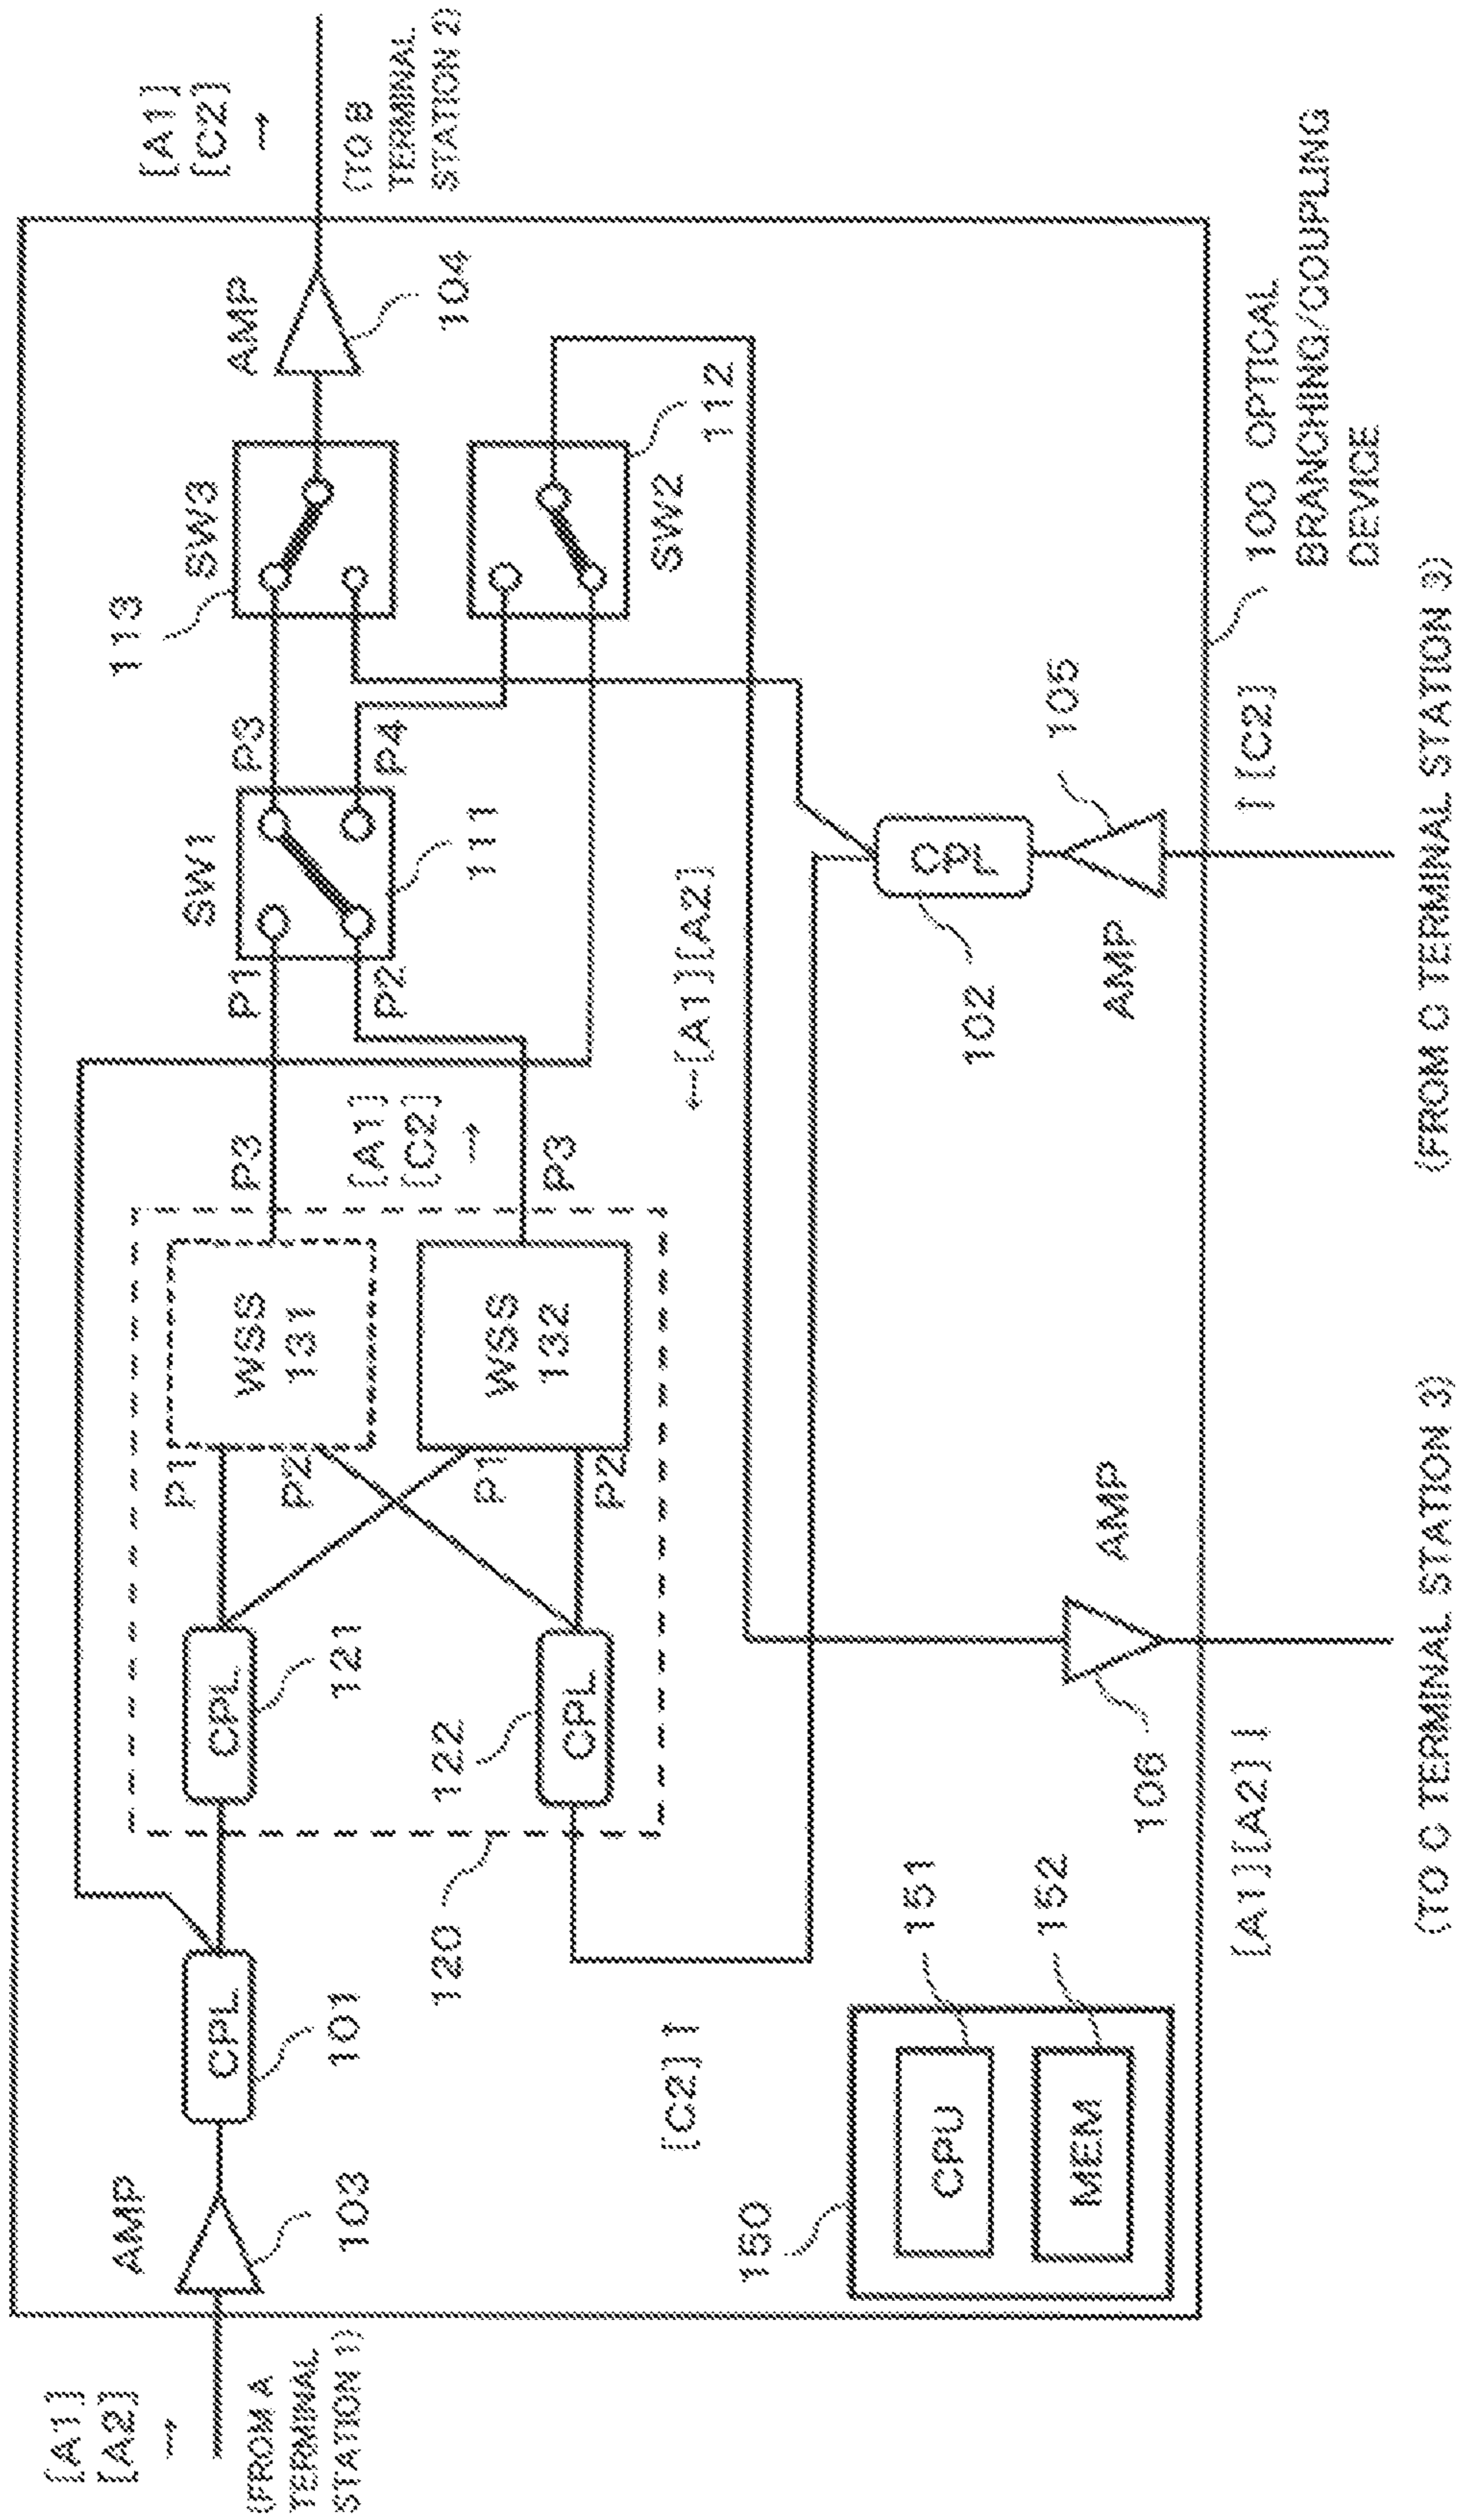 [A1]
[A2]
→
(FROM A
TERMINAL
STATION 1)
AMP
103
CPL
101
120
CPL
121
122
CPL
P1
P2
P1
P2
WSS
131
WSS
132
P3
[A1]
[C2]
→
P3
P1
P2
SW1
111
P3
P4
113
SW3
SW2
112
AMP
104
[A1]
[C2]
→
(TO B
TERMINAL
STATION 2)
←[A1][A2]
[C2]↑
150
CPU
151
MEM
152
AMP
106
[A1][A2]↓
(TO C TERMINAL STATION 3)
CPL
102
AMP
105
↑[C2]
(FROM C TERMINAL STATION 3)
100 OPTICAL
BRANCHING/COUPLING
DEVICE